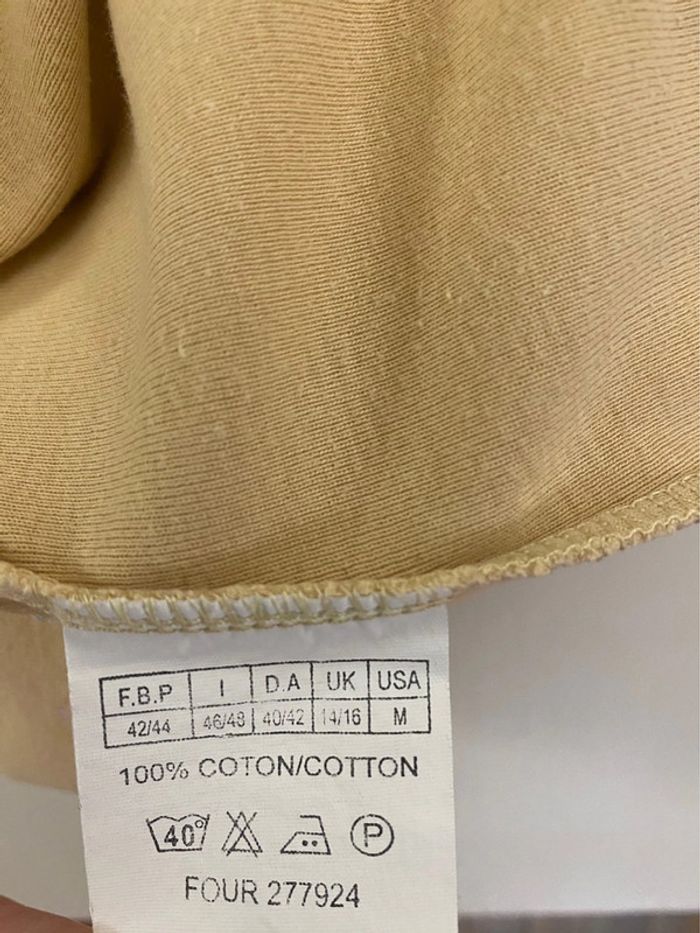 F.B.P I D.A UK USA
42/44 46/48 40/42 14/16 M
100% COTON/COTTON
40° P
FOUR 277924